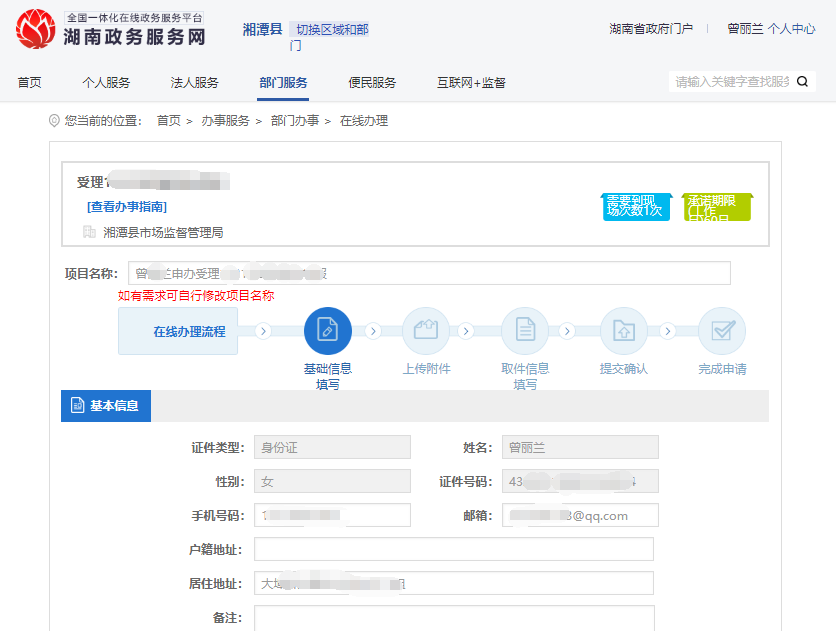 全国一体化在线政务服务平台
湖南政务服务网
湘潭县 切换区域和部
门
湖南省政府门户 曾丽兰 个人中心
首页 个人服务 法人服务 部门服务 便民服务 互联网+监督 请输入关键字查找服务
您当前的位置: 首页 > 办事服务 > 部门办事 > 在线办理
受理
[查看办事指南]
湘潭县市场监督管理局
需要到现
场次数1次
承诺期限
(工作
日)60日
项目名称: 曾 兰申办受理 报
如有需求可自行修改项目名称
在线办理流程
基础信息
填写
上传附件
取件信息
填写
提交确认
完成申请
基本信息
证件类型: 身份证 姓名: 曾丽兰
性别: 女 证件号码: 43
手机号码: 1 邮箱: 8@qq.com
户籍地址:
居住地址: 大 组
备注: